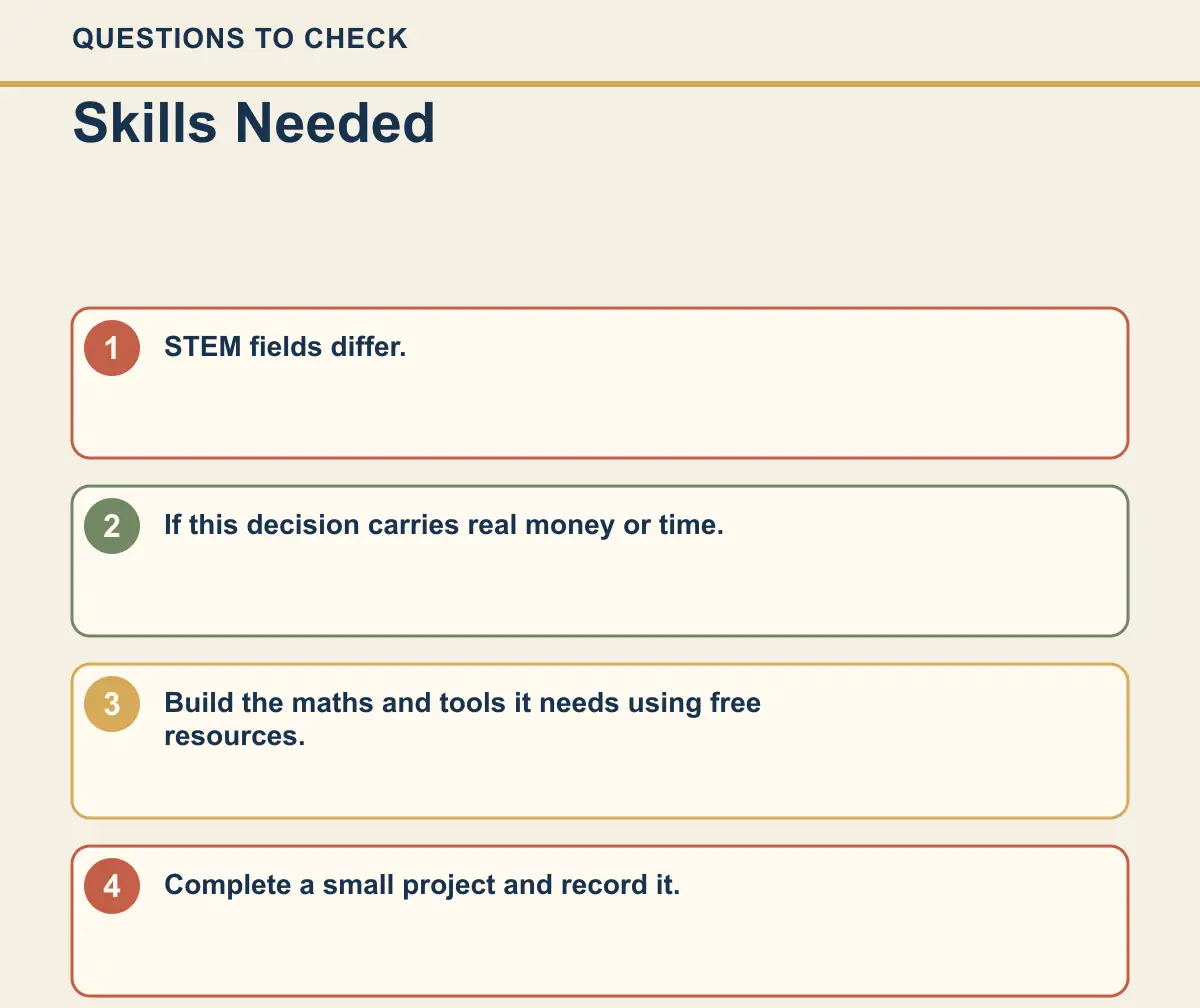 QUESTIONS TO CHECK
Skills Needed
1
STEM fields differ.
2
If this decision carries real money or time.
3
Build the maths and tools it needs using free
resources.
4
Complete a small project and record it.